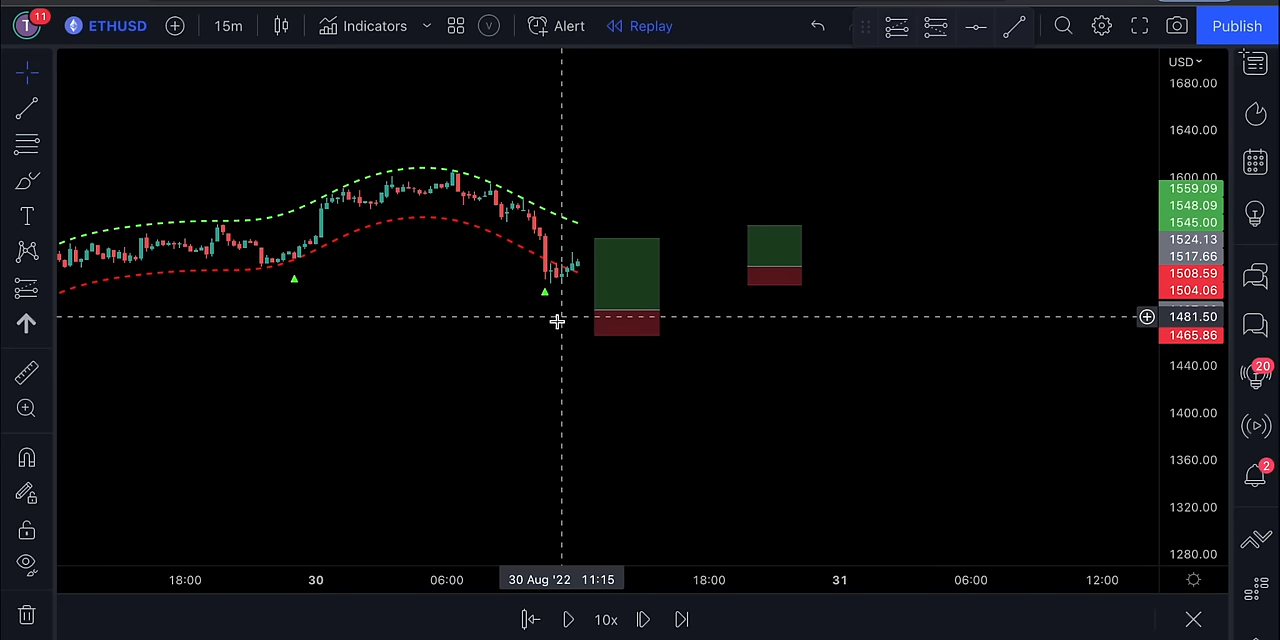 11
T
ETHUSD
15m
Indicators
V
Alert
Replay
Publish
USD
1680.00
1640.00
1600.00
1559.09
1548.09
1545.00
1524.13
1517.66
1508.59
1504.06
1481.50
1465.86
1440.00
1400.00
1360.00
1320.00
1280.00
T
20
2
18:00
30
06:00
30 Aug '22 11:15
18:00
31
06:00
12:00
10x